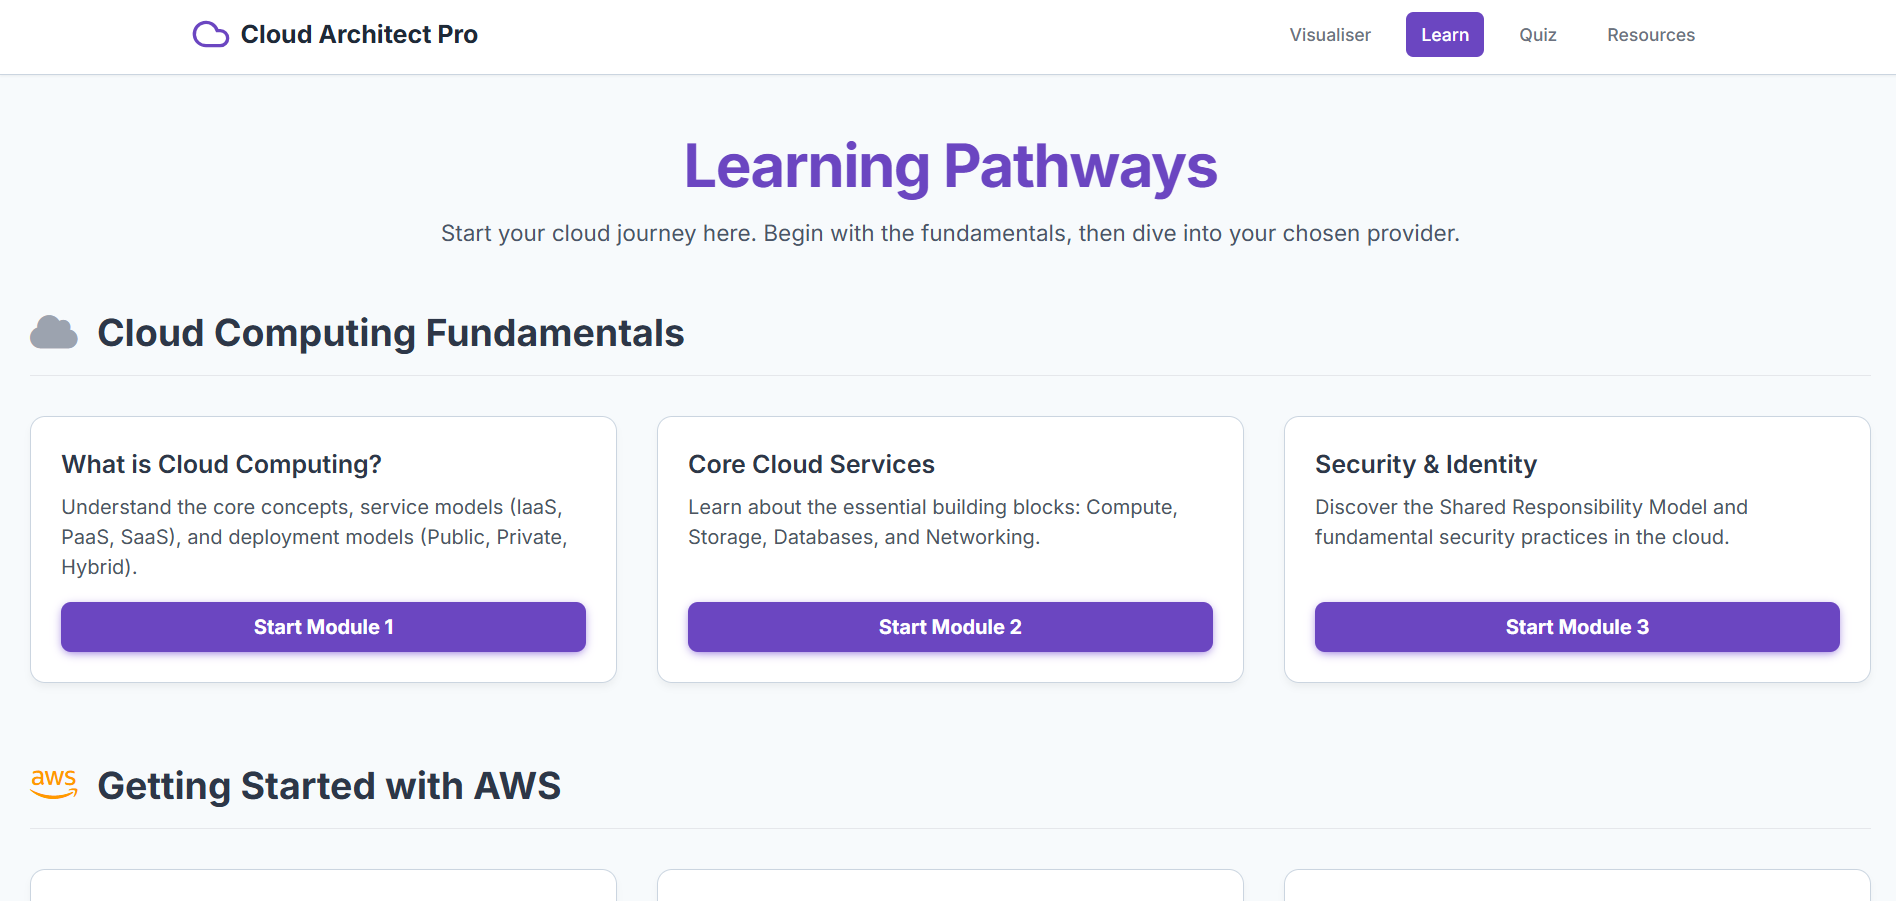 Cloud Architect Pro
Visualiser
Learn
Quiz
Resources
Learning Pathways
Start your cloud journey here. Begin with the fundamentals, then dive into your chosen provider.
Cloud Computing Fundamentals
What is Cloud Computing?
Understand the core concepts, service models (IaaS,
PaaS, SaaS), and deployment models (Public, Private,
Hybrid).
Start Module 1
Core Cloud Services
Learn about the essential building blocks: Compute,
Storage, Databases, and Networking.
Start Module 2
Security & Identity
Discover the Shared Responsibility Model and
fundamental security practices in the cloud.
Start Module 3
aws
Getting Started with AWS